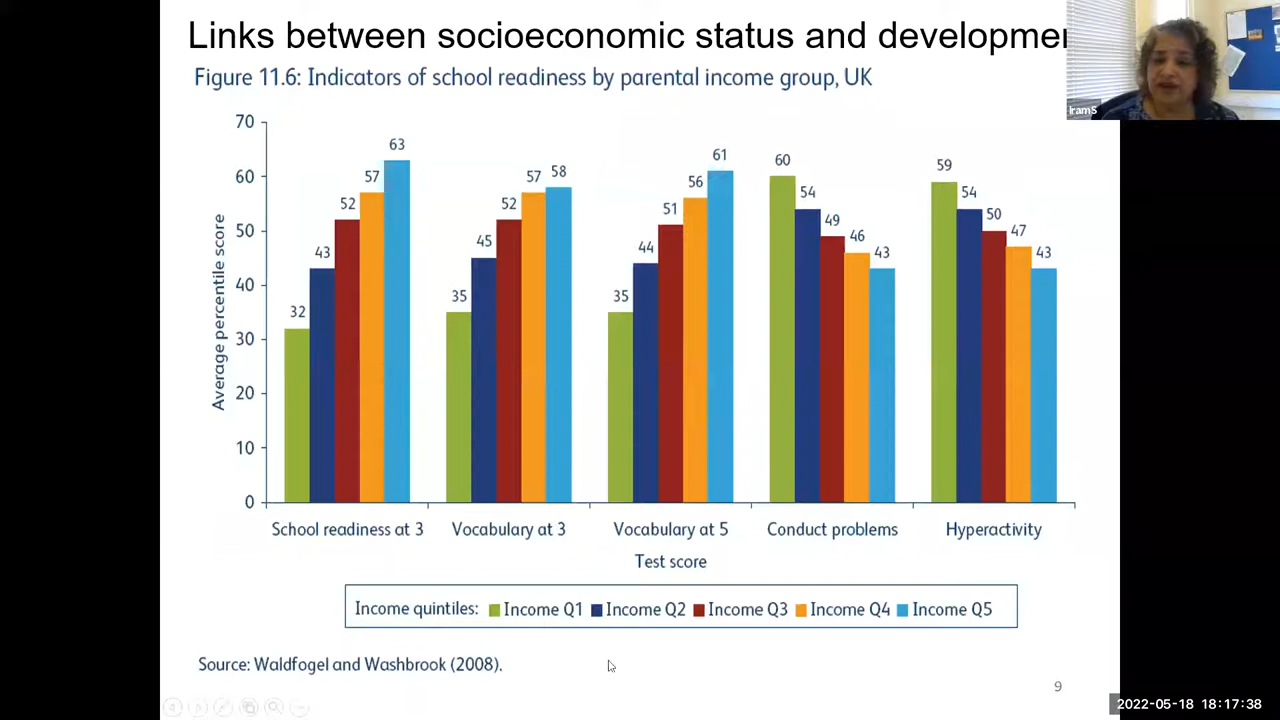 Links between socioeconomic status and developmen
Figure 11.6: Indicators of school readiness by parental income group, UK
IramS
Average percentile score
70
60
50
40
30
20
10
0
32 43 52 57 63
35 45 52 57 58
35 44 51 56 61
60 54 49 46 43
59 54 50 47 43
School readiness at 3 Vocabulary at 3 Vocabulary at 5 Conduct problems Hyperactivity
Test score
Income quintiles: Income Q1 Income Q2 Income Q3 Income Q4 Income Q5
Source: Waldfogel and Washbrook (2008).
9
2022-05-18 18:17:38